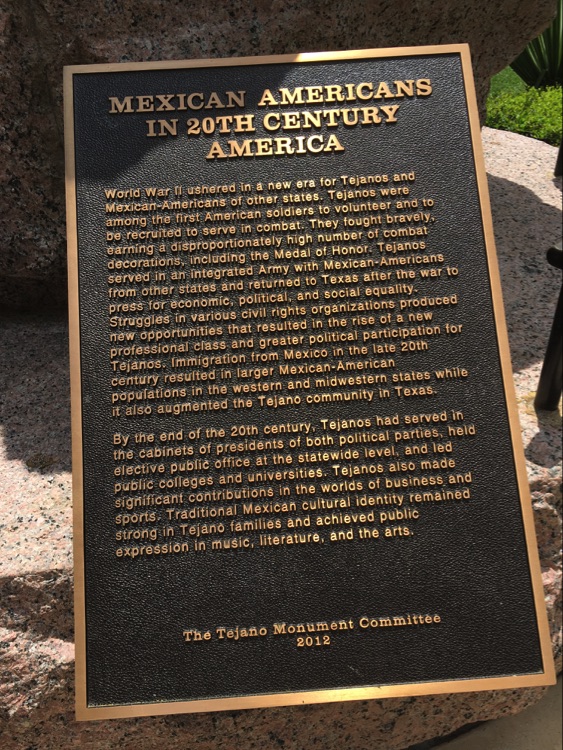 MEXICAN AMERICANS
IN 20TH CENTURY
AMERICA
World War II ushered in a new era for Tejanos and
Mexican-Americans of other states. Tejanos were
among the first American soldiers to volunteer and to
be recruited to serve in combat. They fought bravely,
earning a disproportionately high number of combat
decorations, including the Medal of Honor. Tejanos
served in an integrated Army with Mexican-Americans
from other states and returned to Texas after the war to
press for economic, political, and social equality.
Struggles in various civil rights organizations produced
new opportunities that resulted in the rise of a new
professional class and greater political participation for
Tejanos. Immigration from Mexico in the late 20th
century resulted in larger Mexican-American
populations in the western and midwestern states while
it also augmented the Tejano community in Texas.
By the end of the 20th century, Tejanos had served in
the cabinets of presidents of both political parties, held
elective public office at the statewide level, and led
public colleges and universities. Tejanos also made
significant contributions in the worlds of business and
sports. Traditional Mexican cultural identity remained
strong in Tejano families and achieved public
expression in music, literature, and the arts.
The Tejano Monument Committee
2012